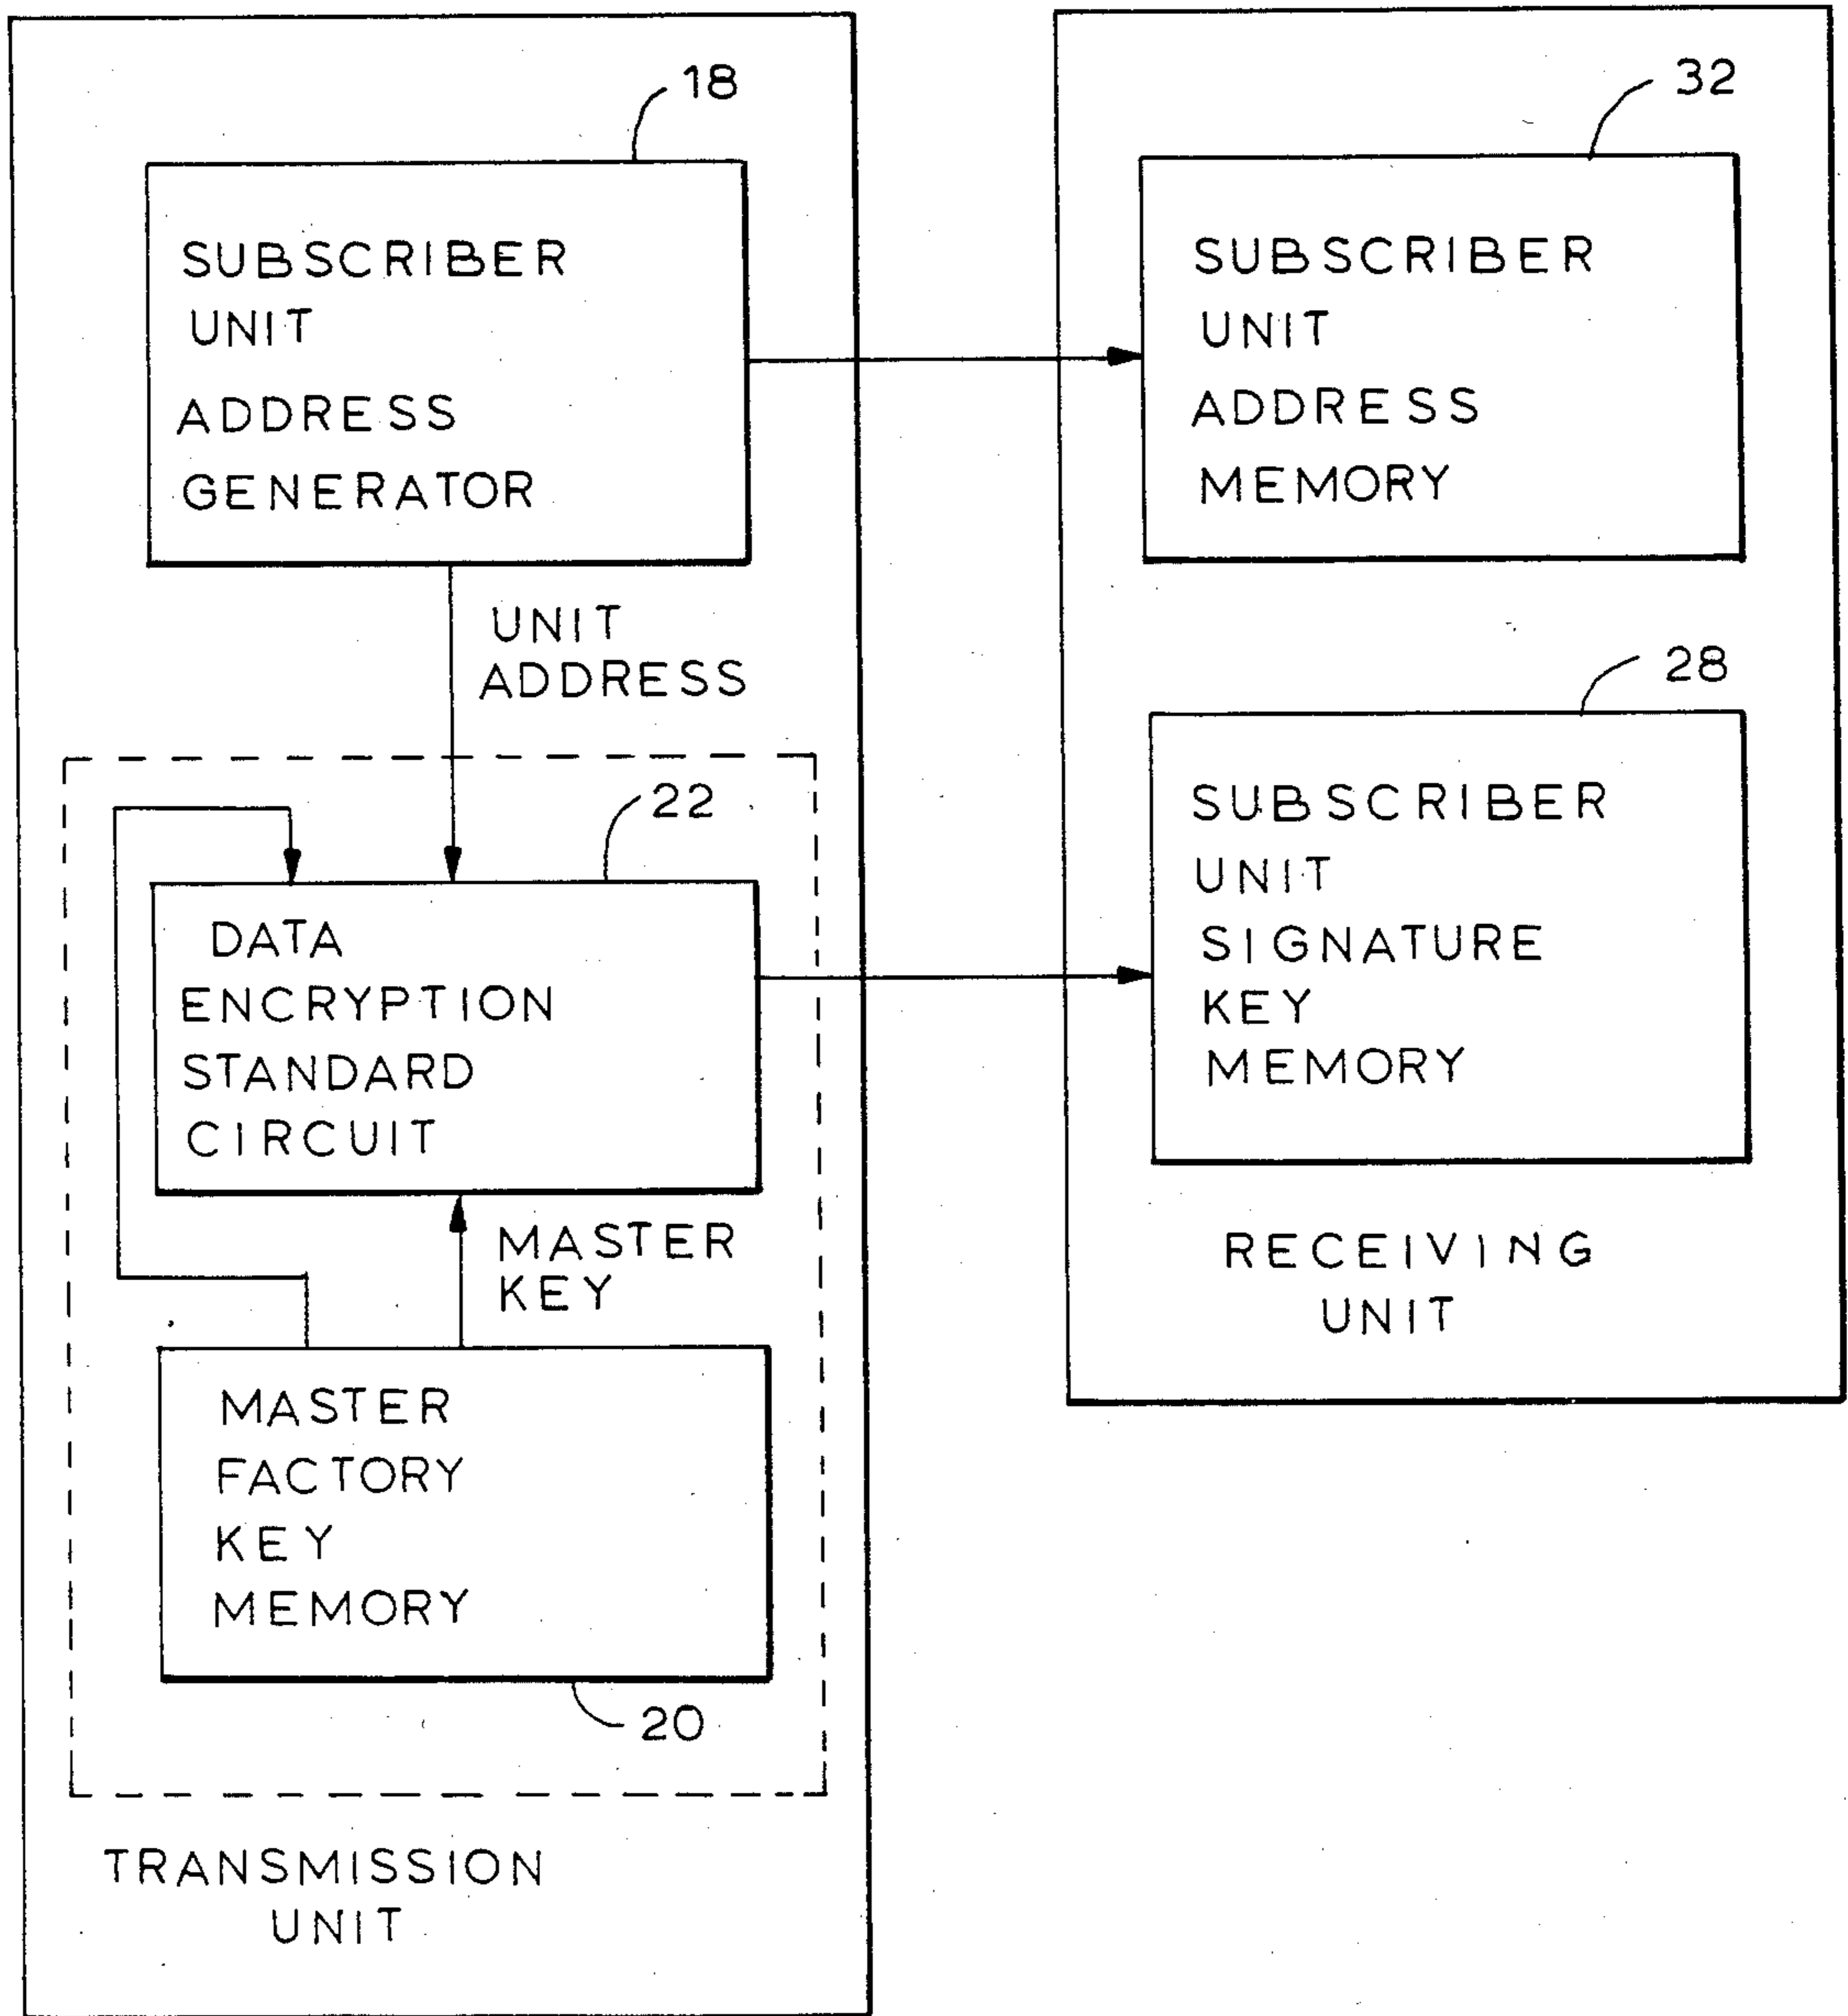 18
SUBSCRIBER
UNIT
ADDRESS
GENERATOR
UNIT
ADDRESS
22
DATA
ENCRYPTION
STANDARD
CIRCUIT
MASTER
KEY
MASTER
FACTORY
KEY
MEMORY
20
TRANSMISSION
UNIT
32
SUBSCRIBER
UNIT
ADDRESS
MEMORY
28
SUBSCRIBER
UNIT
SIGNATURE
KEY
MEMORY
RECEIVING
UNIT